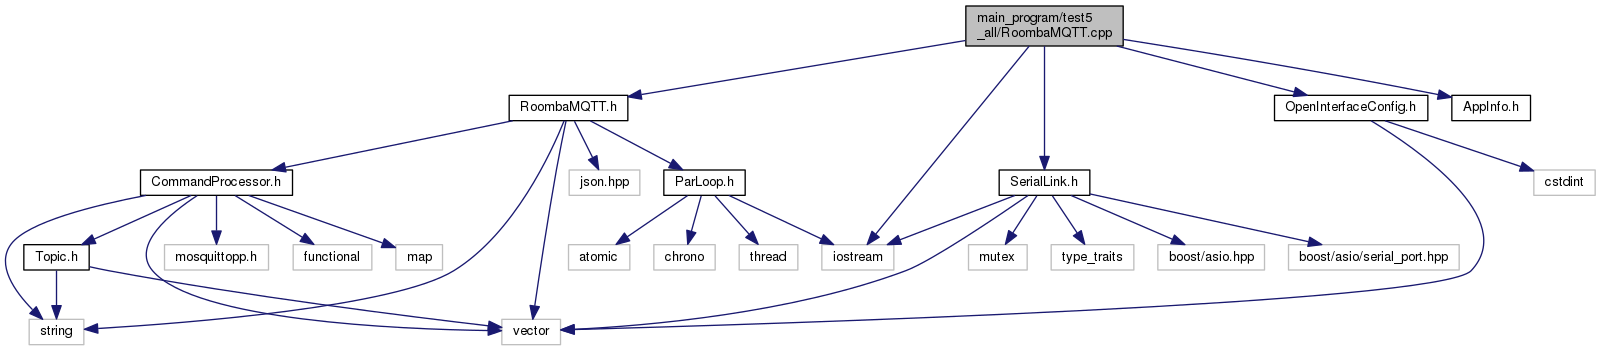 main_program/test5
_all/RoombaMQTT.cpp
RoombaMQTT.h
OpenInterfaceConfig.h
AppInfo.h
CommandProcessor.h
json.hpp
ParLoop.h
SerialLink.h
cstdint
Topic.h
mosquittopp.h
functional
map
atomic
chrono
thread
iostream
mutex
type_traits
boost/asio.hpp
boost/asio/serial_port.hpp
string
vector